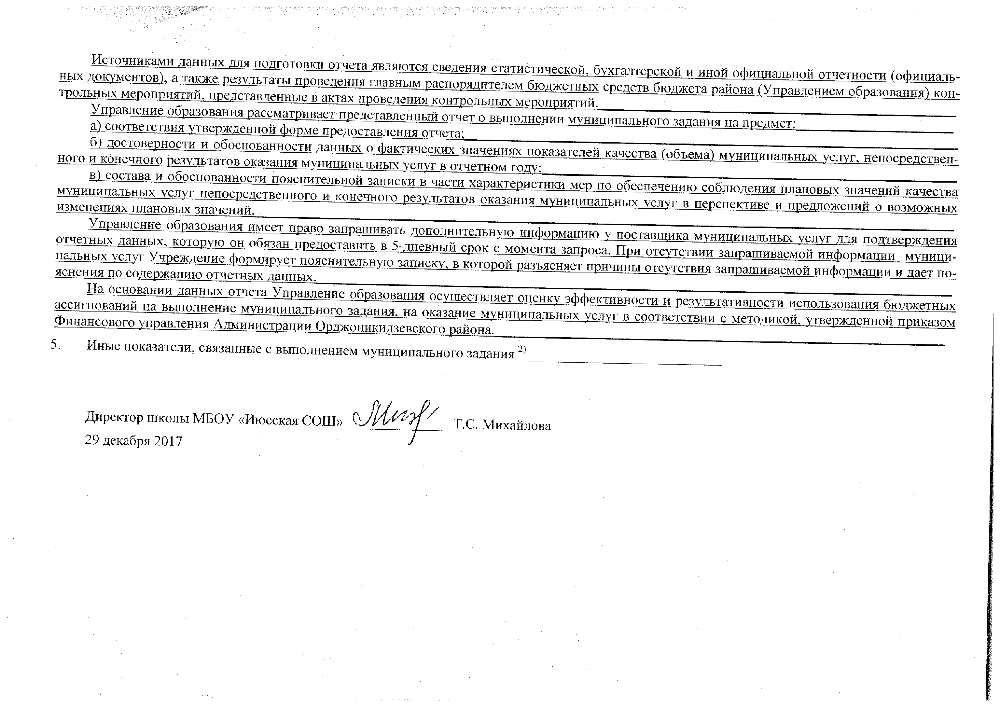 Источниками данных для подготовки отчета являются сведения статистической, бухгалтерской и иной официальной отчетности (официаль-
ных документов), а также результаты проведения главным распорядителем бюджетных средств бюджета района (Управлением образования) кон-
трольных мероприятий, представленные в актах проведения контрольных мероприятий.
Управление образования рассматривает представленный отчет о выполнении муниципального задания на предмет:
а) соответствия утвержденной форме предоставления отчета;
б) достоверности и обоснованности данных о фактических значениях показателей качества (объема) муниципальных услуг, непосредствен-
ного и конечного результатов оказания муниципальных услуг в отчетном году;
в) состава и обоснованности пояснительной записки в части характеристики мер по обеспечению соблюдения плановых значений качества
муниципальных услуг непосредственного и конечного результатов оказания муниципальных услуг в перспективе и предложений о возможных
изменениях плановых значений.
Управление образования имеет право запрашивать дополнительную информацию у поставщика муниципальных услуг для подтверждения
отчетных данных, которую он обязан предоставить в 5-дневный срок с момента запроса. При отсутствии запрашиваемой информации муници-
пальных услуг Учреждение формирует пояснительную записку, в которой разъясняет причины отсутствия запрашиваемой информации и дает по-
яснения по содержанию отчетных данных.
На основании данных отчета Управление образования осуществляет оценку эффективности и результативности использования бюджетных
ассигнований на выполнение муниципального задания, на оказание муниципальных услуг в соответствии с методикой, утвержденной приказом
Финансового управления Администрации Орджоникидзевского района.
5. Иные показатели, связанные с выполнением муниципального задания 2)
Директор школы МБОУ «Июсская СОШ» Т.С. Михайлова
29 декабря 2017